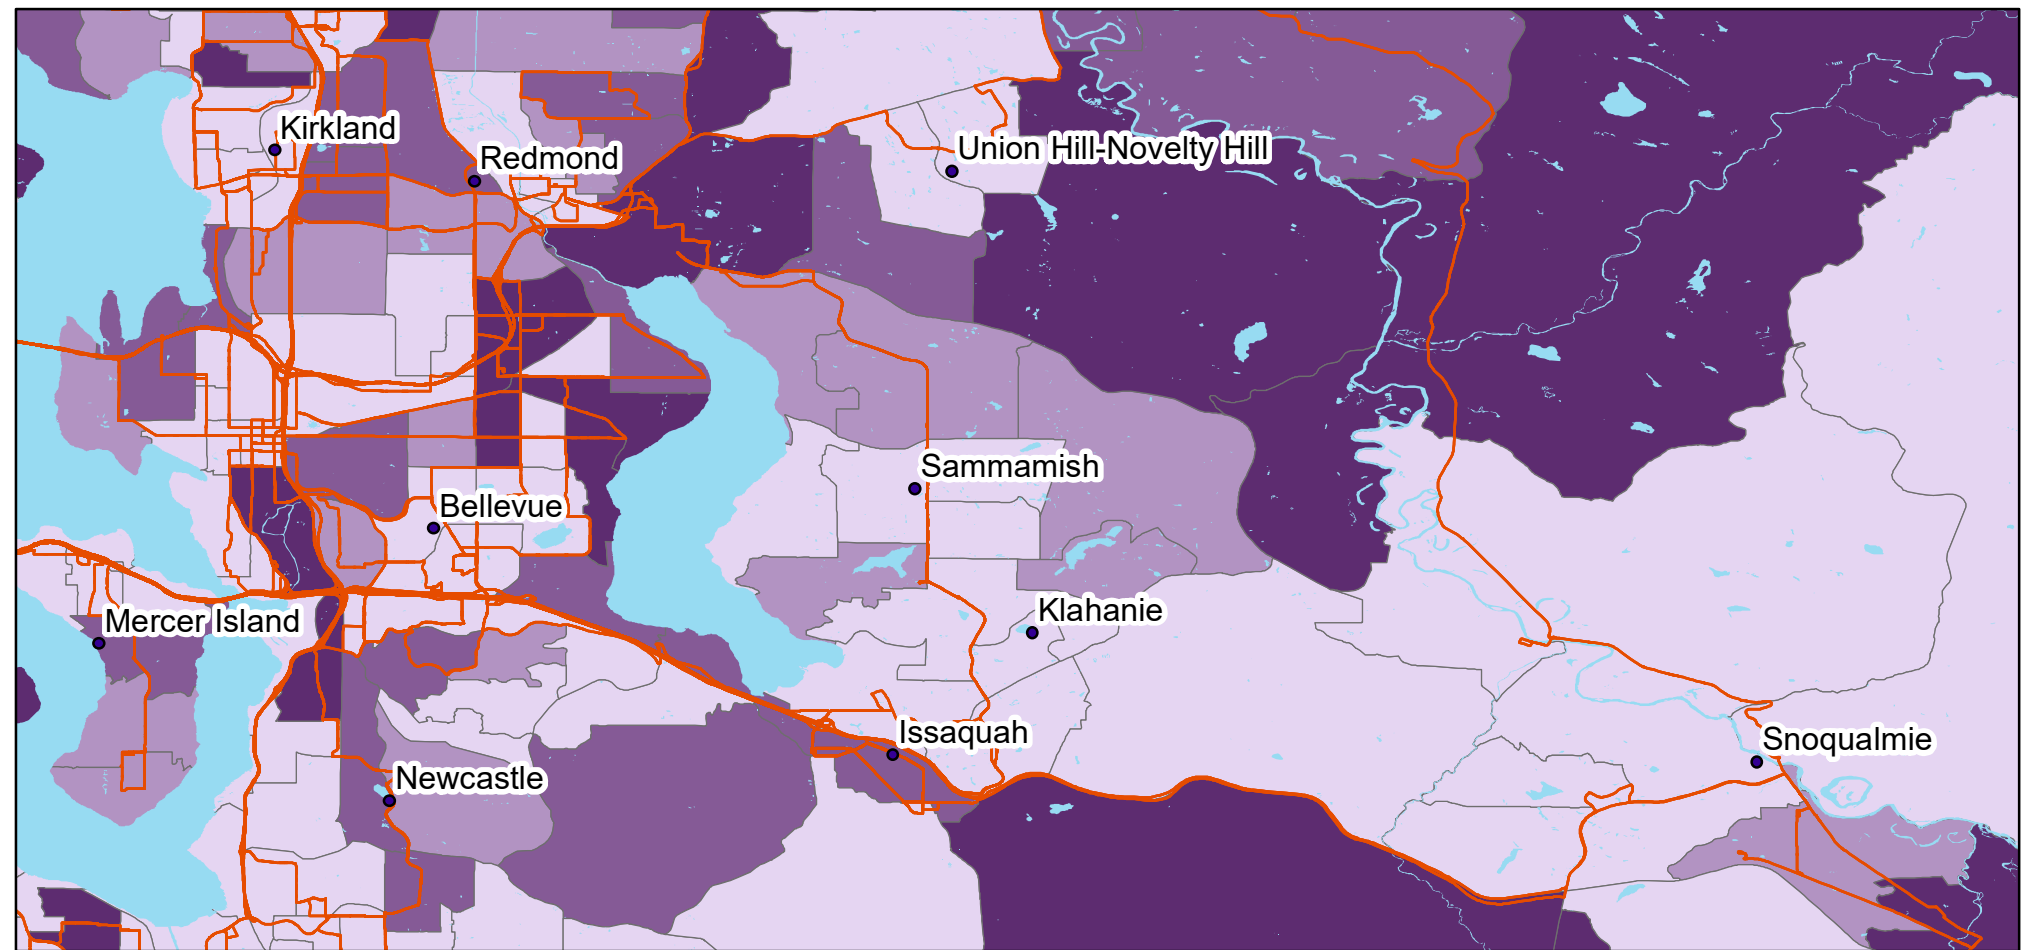 Kirkland
Redmond
Union Hill-Novelty Hill
Sammamish
Bellevue
Klahanie
Mercer Island
Issaquah
Snoqualmie
Newcastle